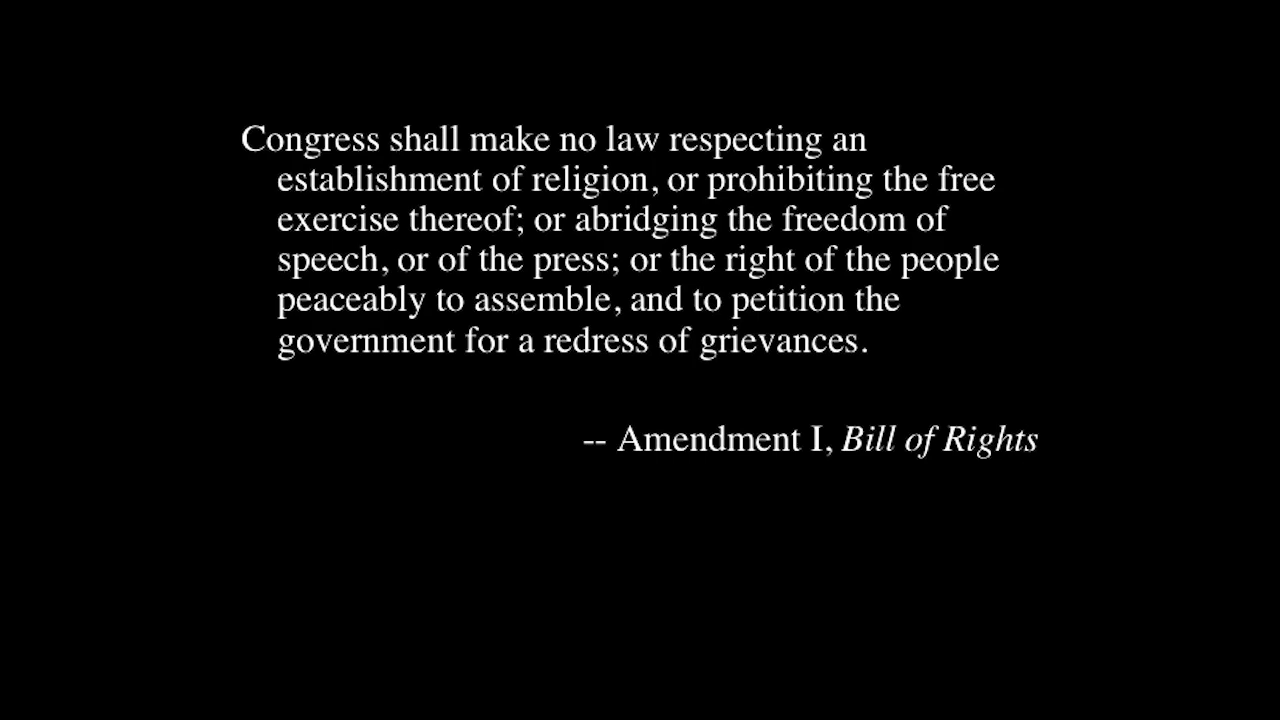 Congress shall make no law respecting an
establishment of religion, or prohibiting the free
exercise thereof; or abridging the freedom of
speech, or of the press; or the right of the people
peaceably to assemble, and to petition the
government for a redress of grievances.
-- Amendment I, Bill of Rights